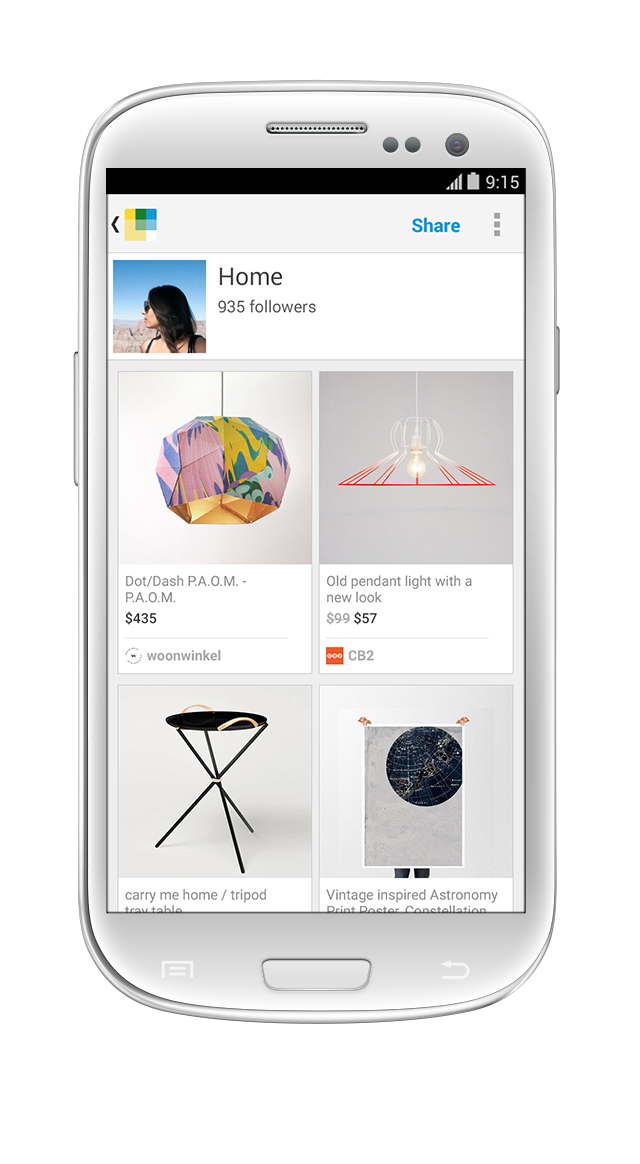 9:15
Share
Home
935 followers
Dot/Dash P.A.O.M. -
P.A.O.M.
$435
woonwinkel
Old pendant light with a
new look
$99 $57
CB2
CB2
carry me home / tripod
tray table
Vintage inspired Astronomy
Print Poster, Constellation